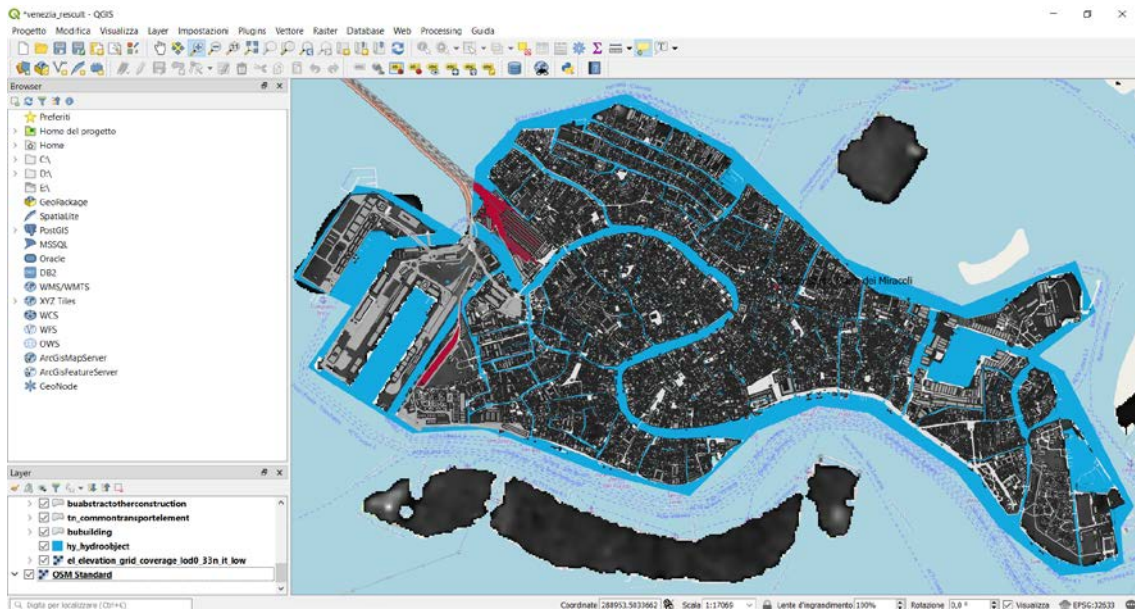 *venezia_rescult - QGIS
Progetto Modifica Visualizza Layer Impostazioni Plugins Vettore Raster Database Web Processing Guida
Browser
Preferiti
Home del progetto
Home
C:\
D:\
E:\
GeoPackage
SpatiaLite
PostGIS
MSSQL
Oracle
DB2
WMS/WMTS
XYZ Tiles
WCS
WFS
OWS
ArcGisMapServer
ArcGisFeatureServer
GeoNode
dei Miracoli
Layer
buabstractotherconstruction
tn_commontransportelement
bubuilding
hy_hydroobject
el_elevation_grid_coverage_lod0_33n_it_low
OSM Standard
Digita per localizzare (Ctrl+K)
Coordinate 288953,5033662 Scala 1:17069 Lente d'ingrandimento 100% Rotazione 0,0 ° Visualizza EPSG:32633